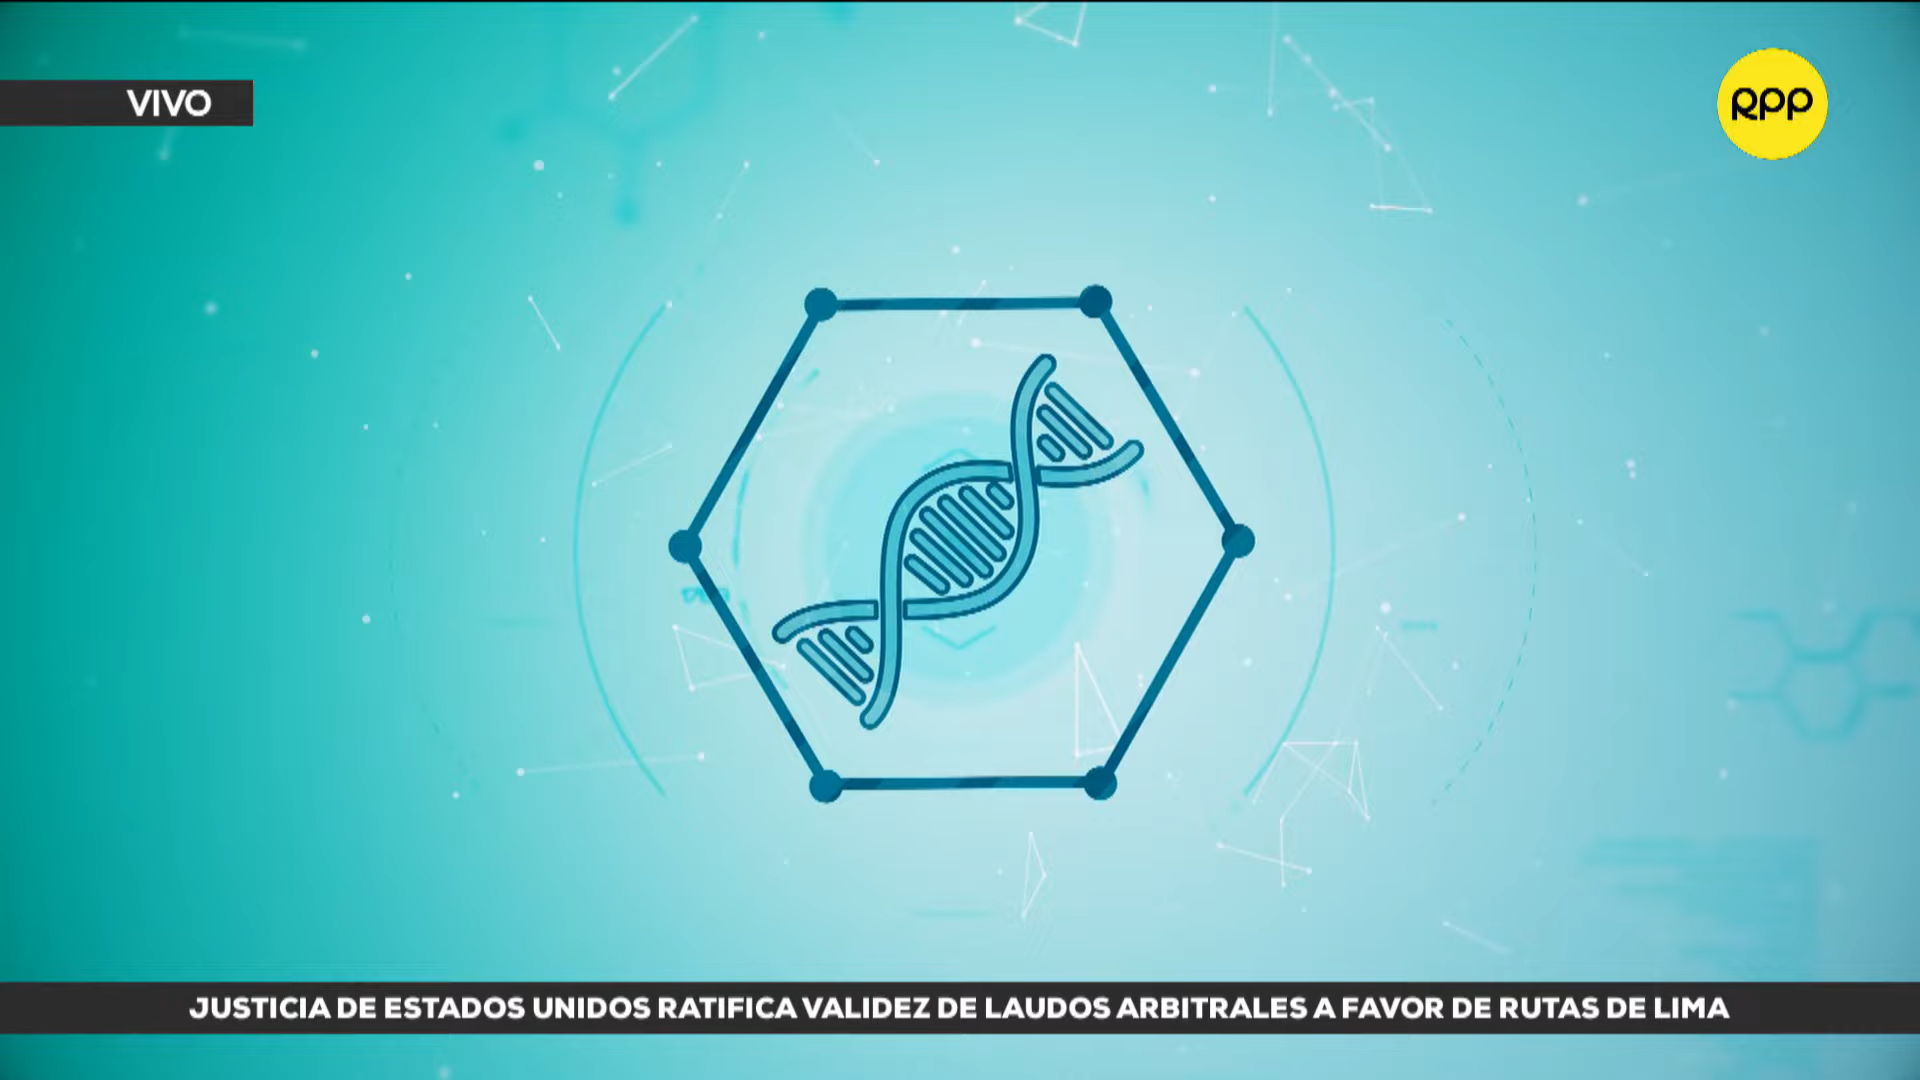 VIVO
RPP
JUSTICIA DE ESTADOS UNIDOS RATIFICA VALIDEZ DE LAUDOS ARBITRALES A FAVOR DE RUTAS DE LIMA